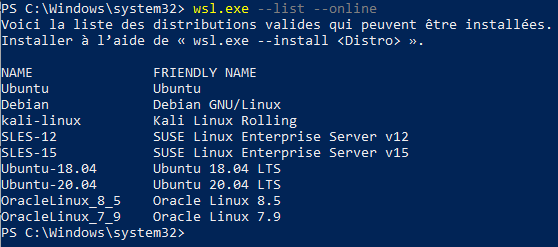 PS C:\Windows\system32> wsl.exe --list --online
Voici la liste des distributions valides qui peuvent être installées.
Installer à l’aide de « wsl.exe --install <Distro> ».
NAME FRIENDLY NAME
Ubuntu Ubuntu
Debian Debian GNU/Linux
kali-linux Kali Linux Rolling
SLES-12 SUSE Linux Enterprise Server v12
SLES-15 SUSE Linux Enterprise Server v15
Ubuntu-18.04 Ubuntu 18.04 LTS
Ubuntu-20.04 Ubuntu 20.04 LTS
OracleLinux_8_5 Oracle Linux 8.5
OracleLinux_7_9 Oracle Linux 7.9
PS C:\Windows\system32>